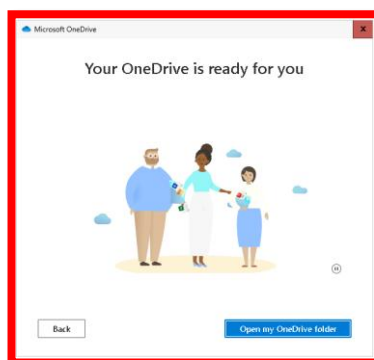 Microsoft OneDrive
x
Your OneDrive is ready for you
Back
Open my OneDrive folder